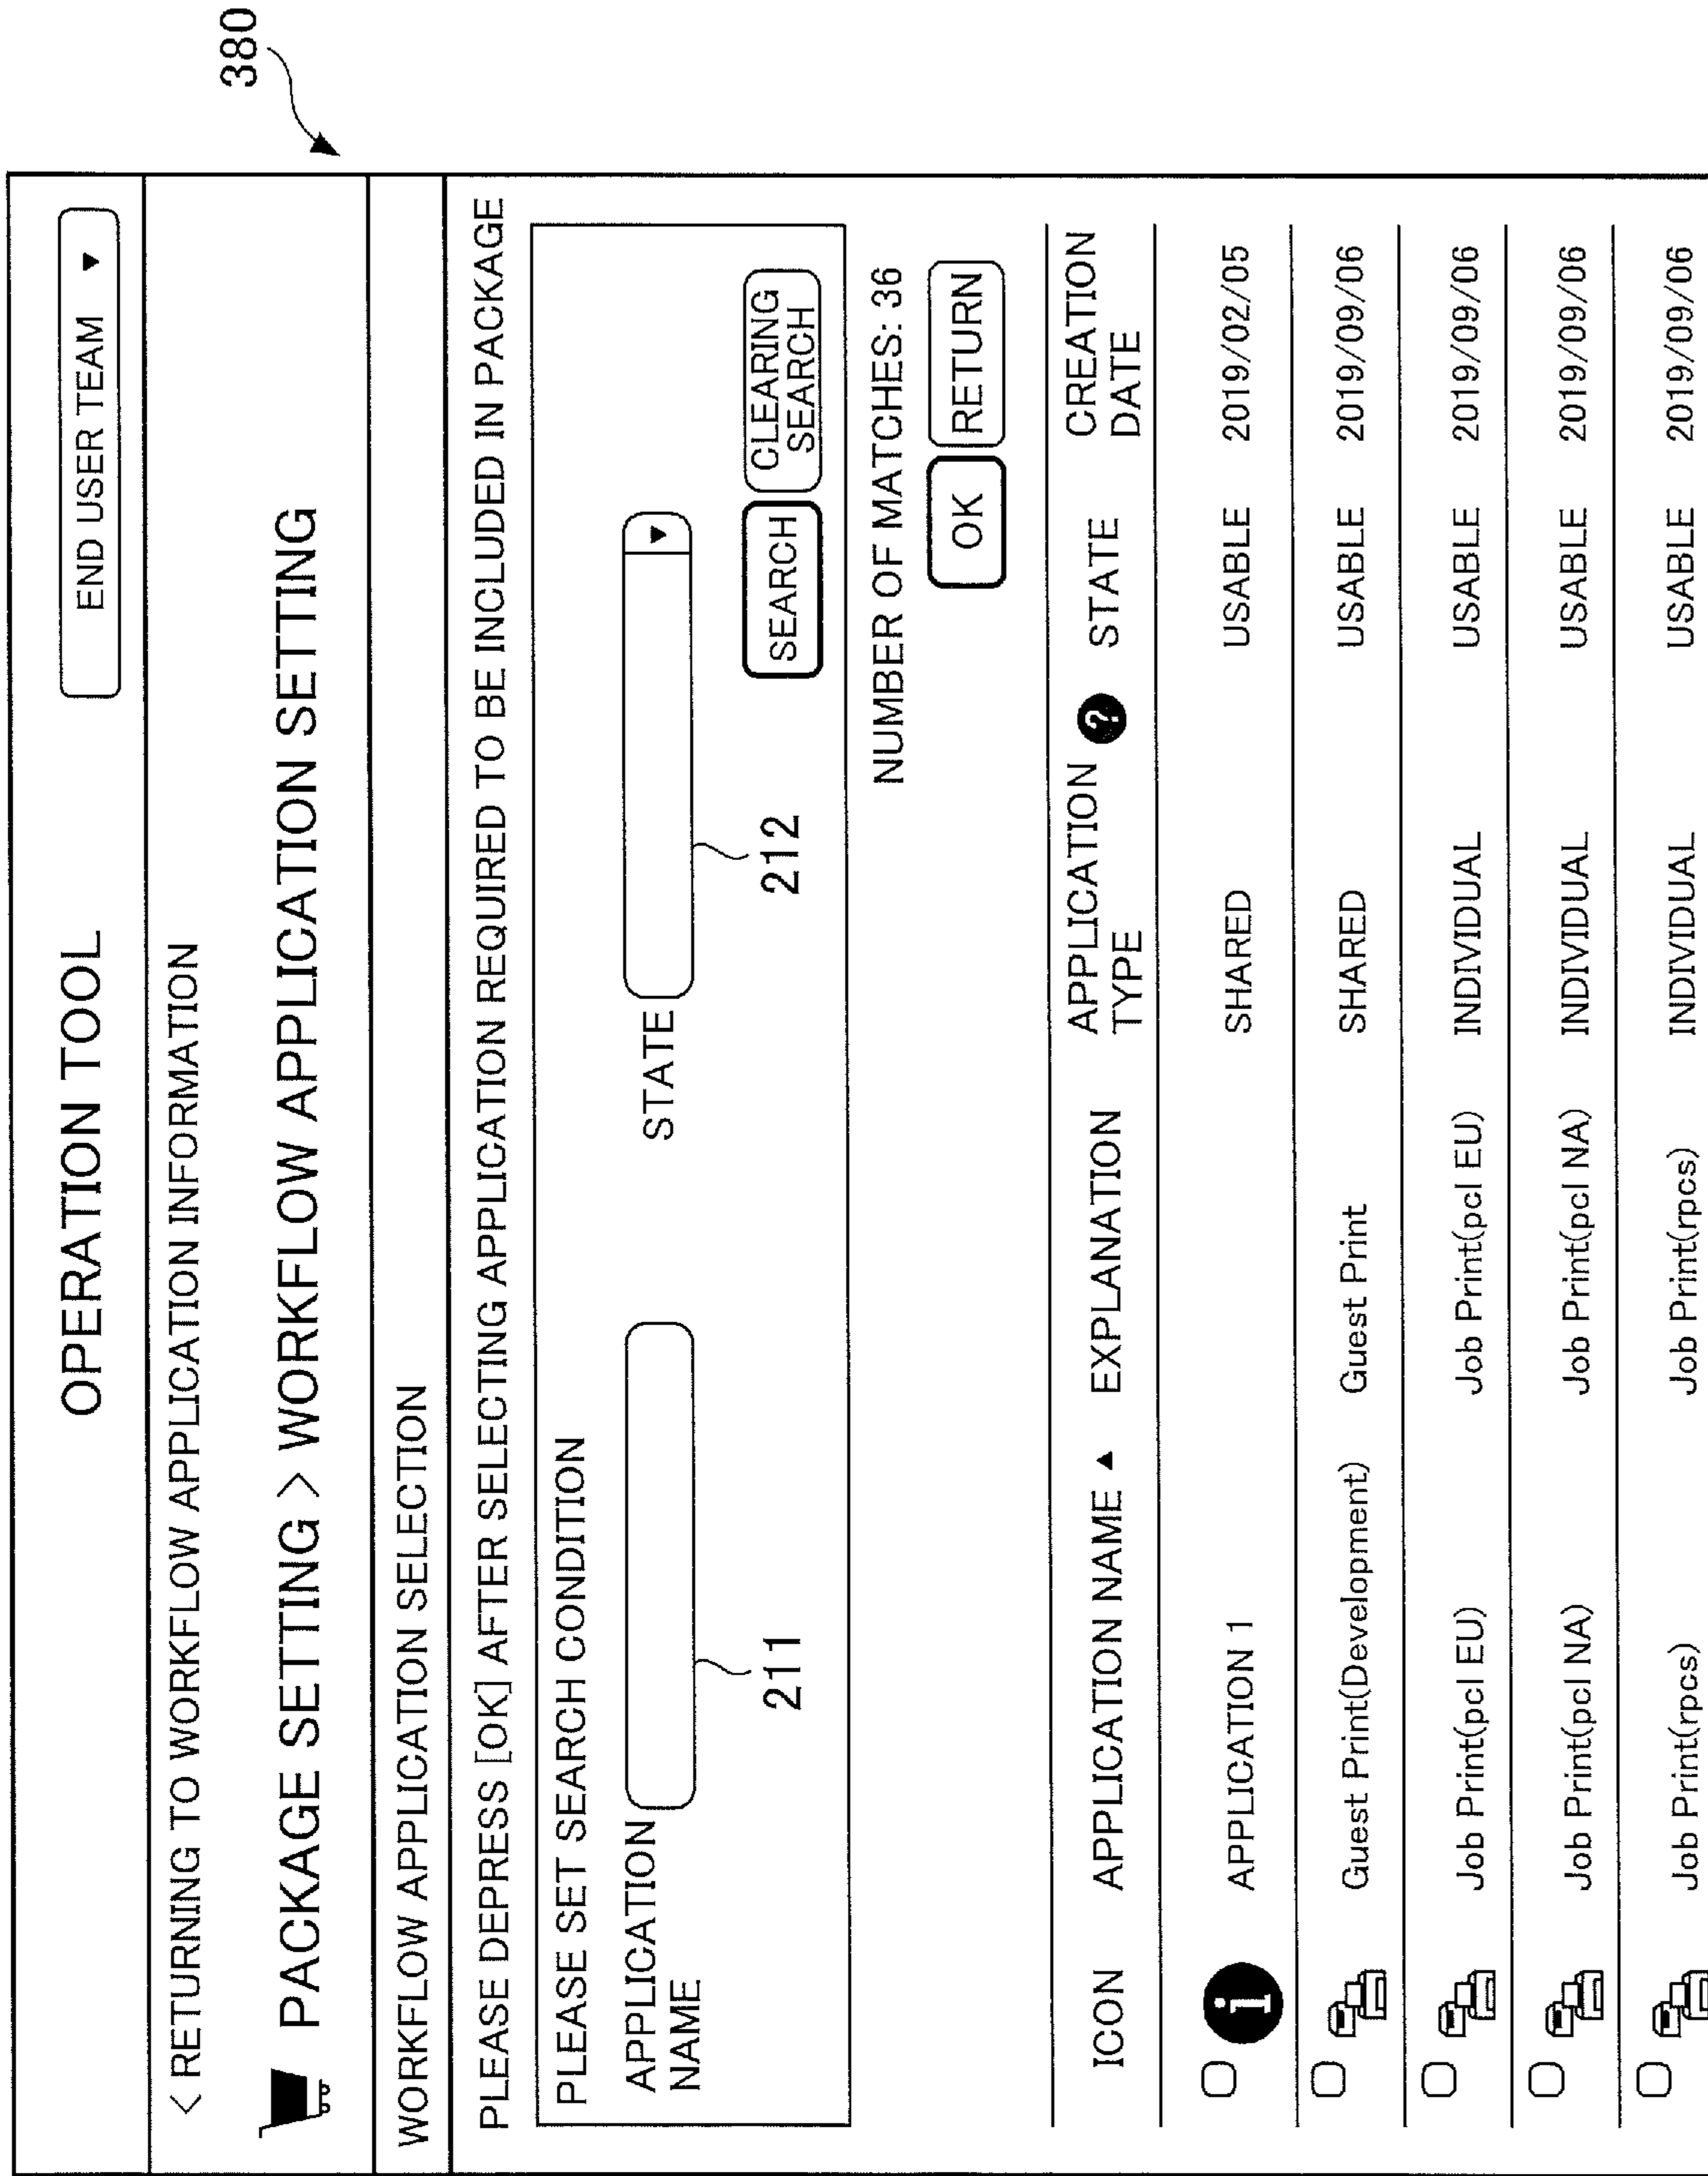 380
OPERATION TOOL
END USER TEAM ▼
< RETURNING TO WORKFLOW APPLICATION INFORMATION
PACKAGE SETTING > WORKFLOW APPLICATION SETTING
WORKFLOW APPLICATION SELECTION
PLEASE DEPRESS [OK] AFTER SELECTING APPLICATION REQUIRED TO BE INCLUDED IN PACKAGE
PLEASE SET SEARCH CONDITION
APPLICATION
NAME
211
STATE ▼
212
SEARCH
CLEARING
SEARCH
NUMBER OF MATCHES: 36
OK RETURN
ICON APPLICATION NAME ▲ EXPLANATION APPLICATION TYPE ? STATE CREATION DATE
i APPLICATION 1 SHARED USABLE 2019/02/05
Guest Print(Development) Guest Print SHARED USABLE 2019/09/06
Job Print(pcl EU) Job Print(pcl EU) INDIVIDUAL USABLE 2019/09/06
Job Print(pcl NA) Job Print(pcl NA) INDIVIDUAL USABLE 2019/09/06
Job Print(rpcs) Job Print(rpcs) INDIVIDUAL USABLE 2019/09/06